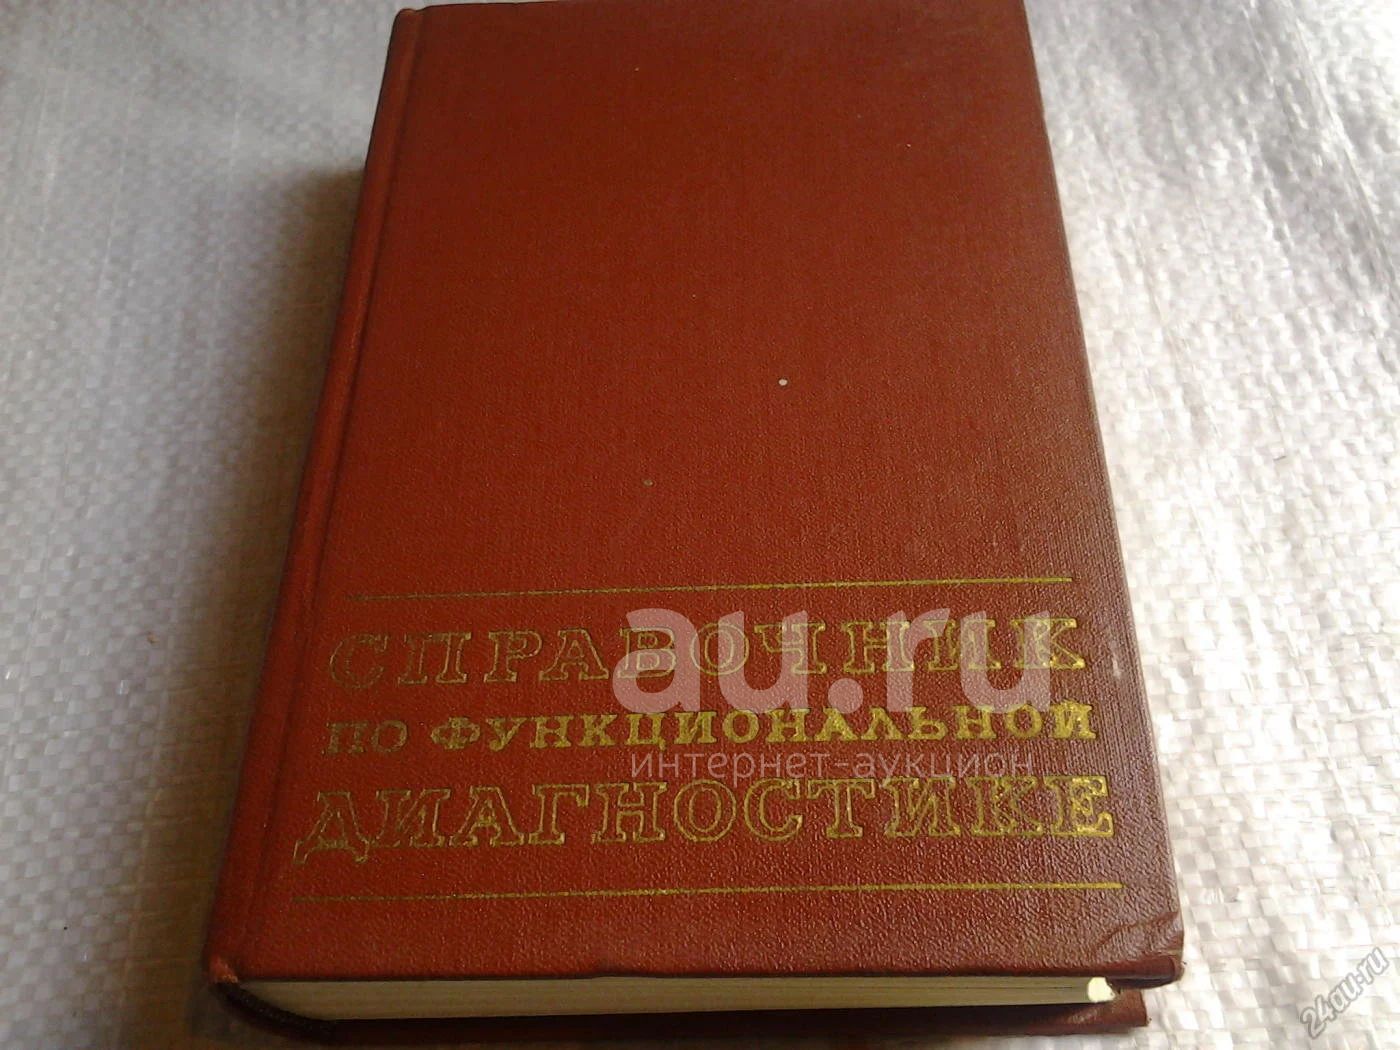 СПРАВОЧНИК
ПО ФУНКЦИОНАЛЬНОЙ
ДИАГНОСТИКЕ
au.ru
интернет-аукцион
24au.ru